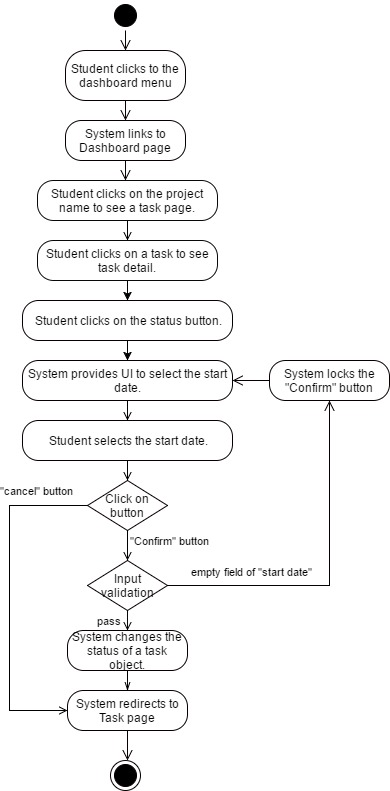 Student clicks to the
dashboard menu
System links to
Dashboard page
Student clicks on the project
name to see a task page.
Student clicks on a task to see
task detail.
Student clicks on the status button.
System provides UI to select the start
date.
System locks the
"Confirm" button
Student selects the start date.
"cancel" button
Click on
button
"Confirm" button
empty field of "start date"
Input
validation
pass
System changes the
status of a task
object.
System redirects to
Task page